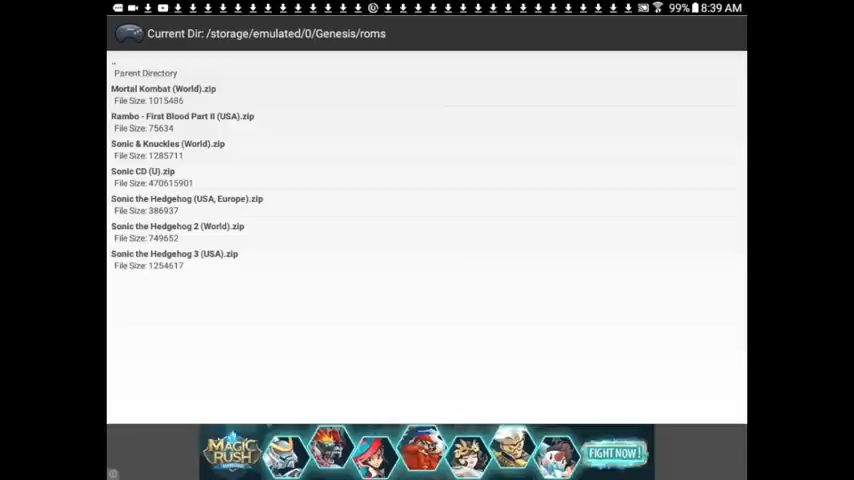 99% 8:39 AM
Current Dir: /storage/emulated/0/Genesis/roms
..
Parent Directory
Mortal Kombat (World).zip
File Size: 1015486
Rambo - First Blood Part II (USA).zip
File Size: 75634
Sonic & Knuckles (World).zip
File Size: 1285711
Sonic CD (U).zip
File Size: 470615901
Sonic the Hedgehog (USA, Europe).zip
File Size: 386937
Sonic the Hedgehog 2 (World).zip
File Size: 749652
Sonic the Hedgehog 3 (USA).zip
File Size: 1254617
MAGIC
RUSH
FIGHT NOW!